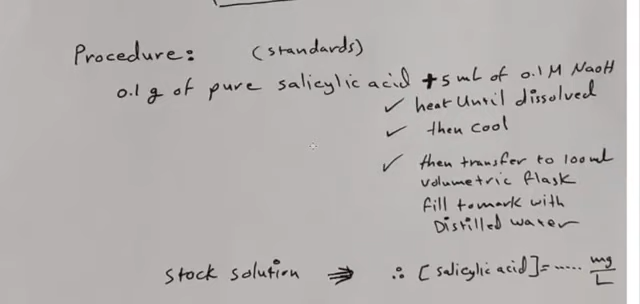 Procedure: (standards)
0.1 g of pure salicylic acid + 5 mL of 0.1 M NaOH
✓ heat Until dissolved
✓ then cool
✓ then transfer to 100 ml
volumetric flask
fill to mark with
Distilled water
stock solution ⇒ ∴ [salicylic acid] = ..... mg/L